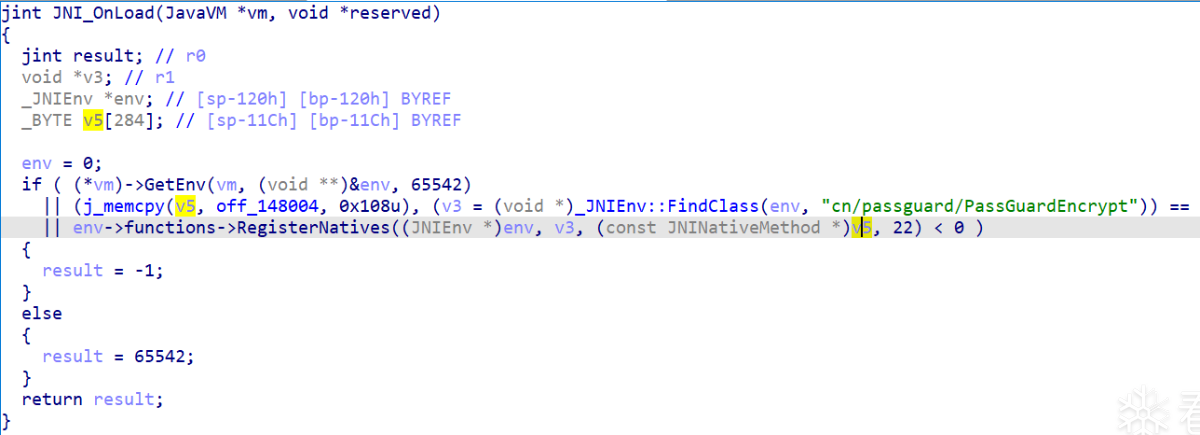 jint JNI_OnLoad(JavaVM *vm, void *reserved)
{
  jint result; // r0
  void *v3; // r1
  _JNIEnv *env; // [sp-120h] [bp-120h] BYREF
  _BYTE v5[284]; // [sp-11Ch] [bp-11Ch] BYREF

  env = 0;
  if ( (*vm)->GetEnv(vm, (void **)&env, 65542)
    || (j_memcpy(v5, off_148004, 0x108u), (v3 = (void *)_JNIEnv::FindClass(env, "cn/passguard/PassGuardEncrypt")) ==
    || env->functions->RegisterNatives((JNIEnv *)env, v3, (const JNINativeMethod *)v5, 22) < 0 )
  {
    result = -1;
  }
  else
  {
    result = 65542;
  }
  return result;
}